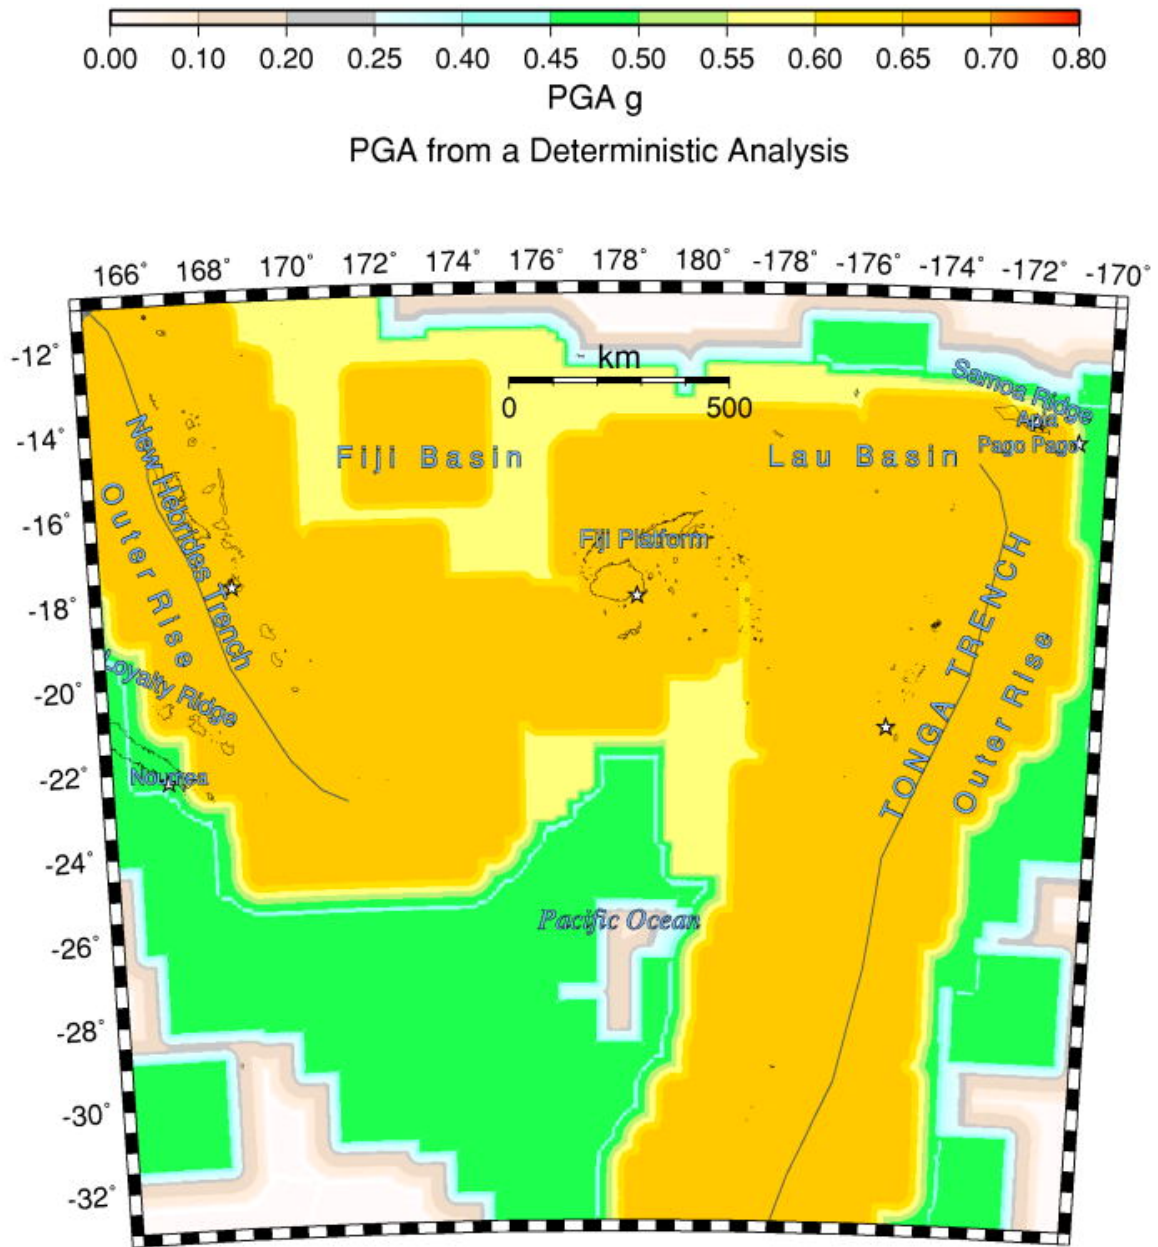 0.00 0.10 0.20 0.25 0.40 0.45 0.50 0.55 0.60 0.65 0.70 0.80
PGA g
PGA from a Deterministic Analysis
166° 168° 170° 172° 174° 176° 178° 180° -178° -176° -174° -172° -170°
-12°
-14°
-16°
-18°
-20°
-22°
-24°
-26°
-28°
-30°
-32°
km
0 500
Samoa Ridge
Apia
Pago Pago
Fiji Basin
Lau Basin
New Hebrides Trench
Outer Rise
Fiji Platform
Loyalty Ridge
Noumea
TONGA TRENCH
Outer Rise
Pacific Ocean